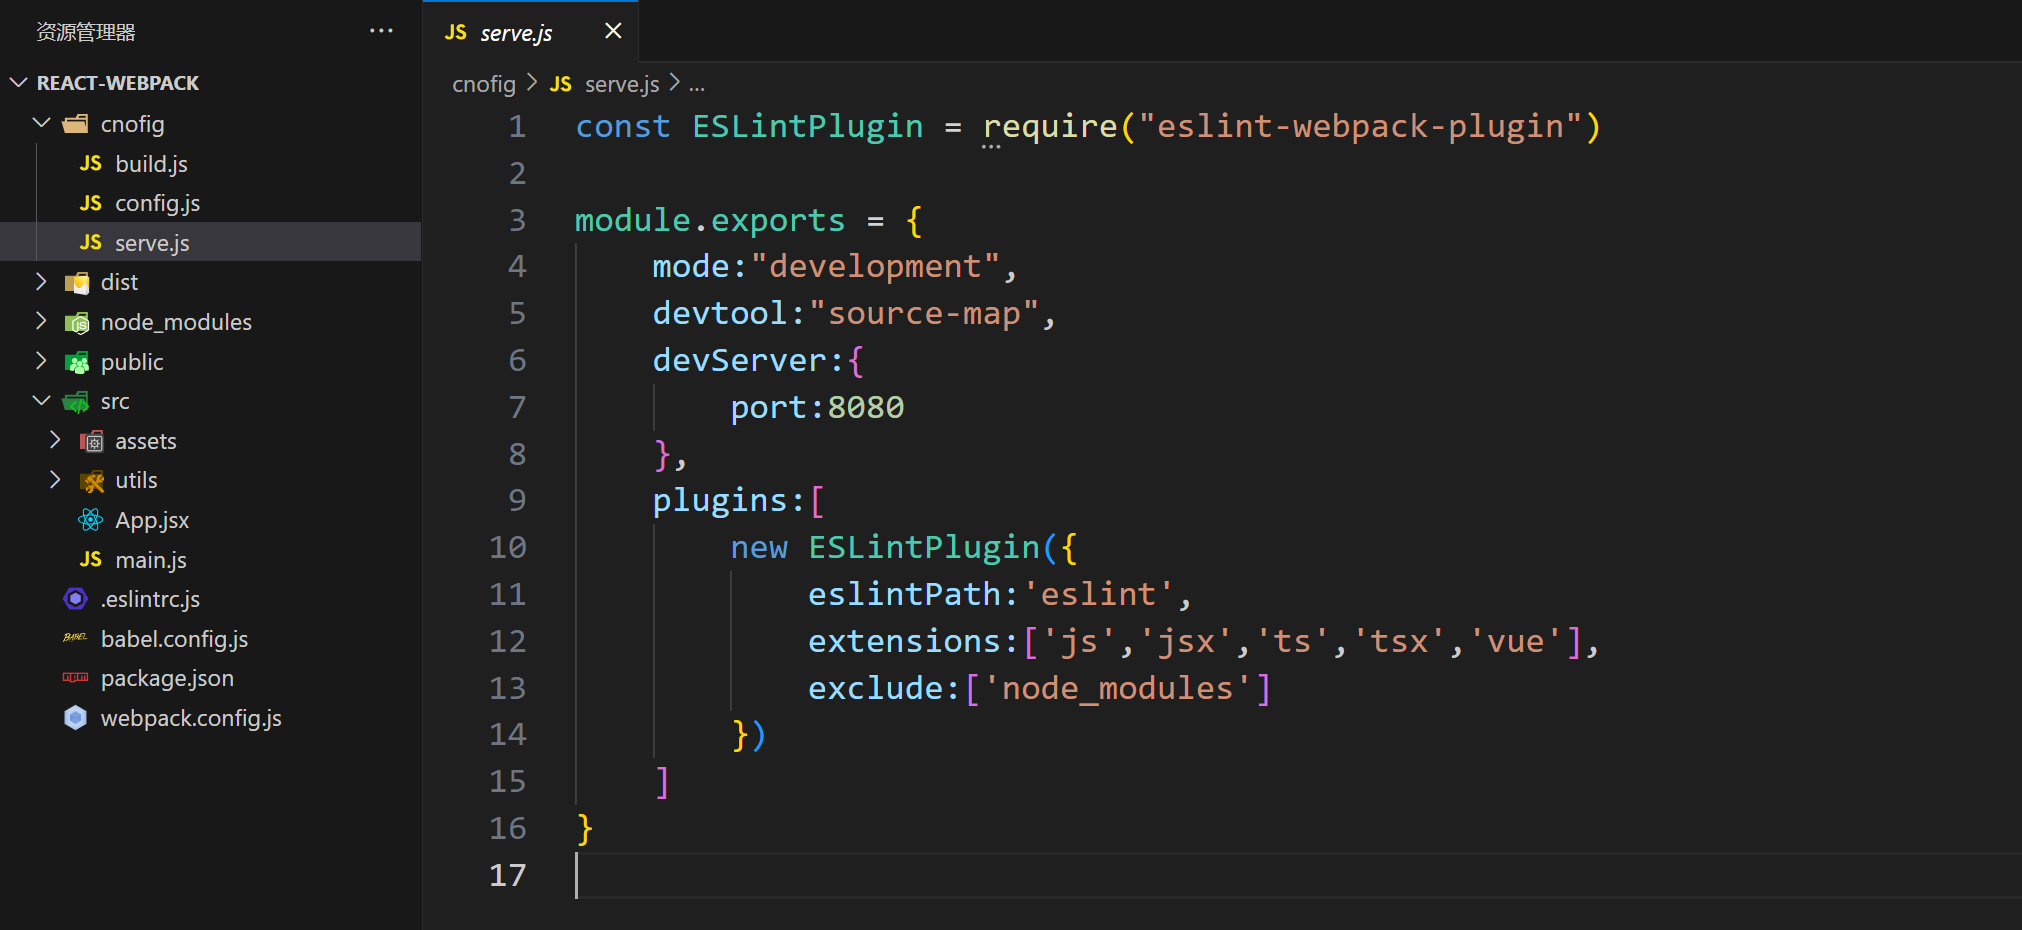 资源管理器 ···
REACT-WEBPACK
cnofig
JS build.js
JS config.js
JS serve.js
dist
node_modules
public
src
assets
utils
App.jsx
JS main.js
.eslintrc.js
BABEL babel.config.js
npm package.json
webpack.config.js
JS serve.js
cnofig > JS serve.js > ...
1 const ESLintPlugin = require("eslint-webpack-plugin")
2
3 module.exports = {
4     mode:"development",
5     devtool:"source-map",
6     devServer:{
7         port:8080
8     },
9     plugins:[
10         new ESLintPlugin({
11             eslintPath:'eslint',
12             extensions:['js','jsx','ts','tsx','vue'],
13             exclude:['node_modules']
14         })
15     ]
16 }
17